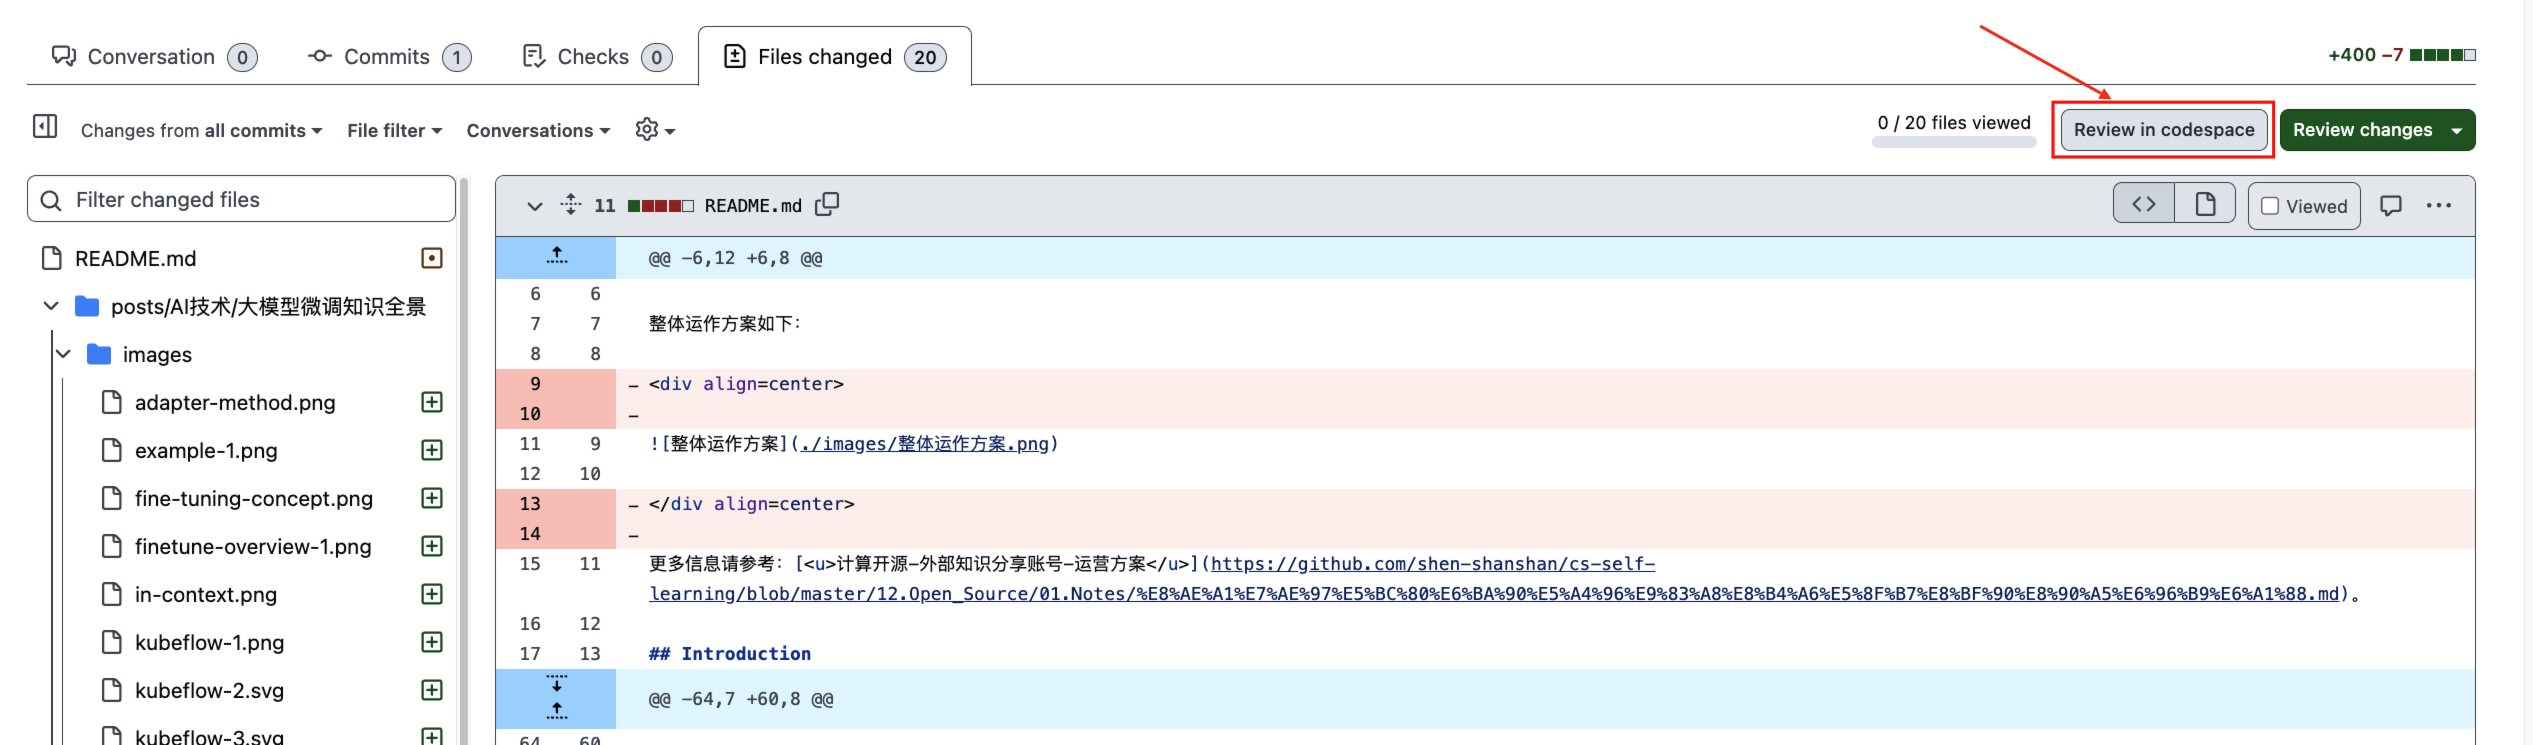 Conversation 0 Commits 1 Checks 0 Files changed 20
+400 −7
Changes from all commits File filter Conversations
0 / 20 files viewed
Review in codespace
Review changes
Filter changed files
README.md
posts/AI技术/大模型微调知识全景
images
adapter-method.png
example-1.png
fine-tuning-concept.png
finetune-overview-1.png
in-context.png
kubeflow-1.png
kubeflow-2.svg
kubeflow-3.svg
11 README.md
<> Viewed
@@ -6,12 +6,8 @@
6 6
7 7 整体运作方案如下：
8 8
9 - <div align=center>
10 -
11 9 ![整体运作方案](./images/整体运作方案.png)
12 10
13 - </div align=center>
14 -
15 11 更多信息请参考：[<u>计算开源-外部知识分享账号-运营方案</u>](https://github.com/shen-shanshan/cs-self-
learning/blob/master/12.Open_Source/01.Notes/%E8%AE%A1%E7%AE%97%E5%BC%80%E6%BA%90%E5%A4%96%E9%83%A8%E8%B4%A6%E5%8F%B7%E8%BF%90%E8%90%A5%E6%96%B9%E6%A1%88.md)。
16 12
17 13 ## Introduction
@@ -64,7 +60,8 @@
64 60